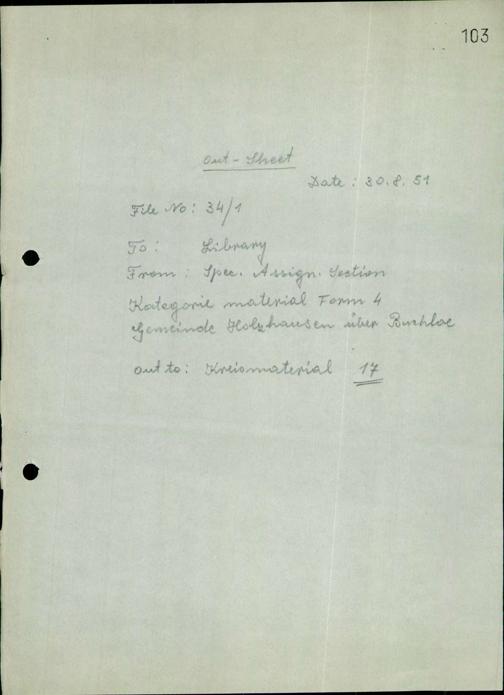 103
Out-Sheet
Date: 30.8.51
File No: 34/1
To: Library
From: Spec. Assign. Section
Kategorie material Form 4
Gemeinde Holzhausen über Buchloe
out to: Kreismaterial 17